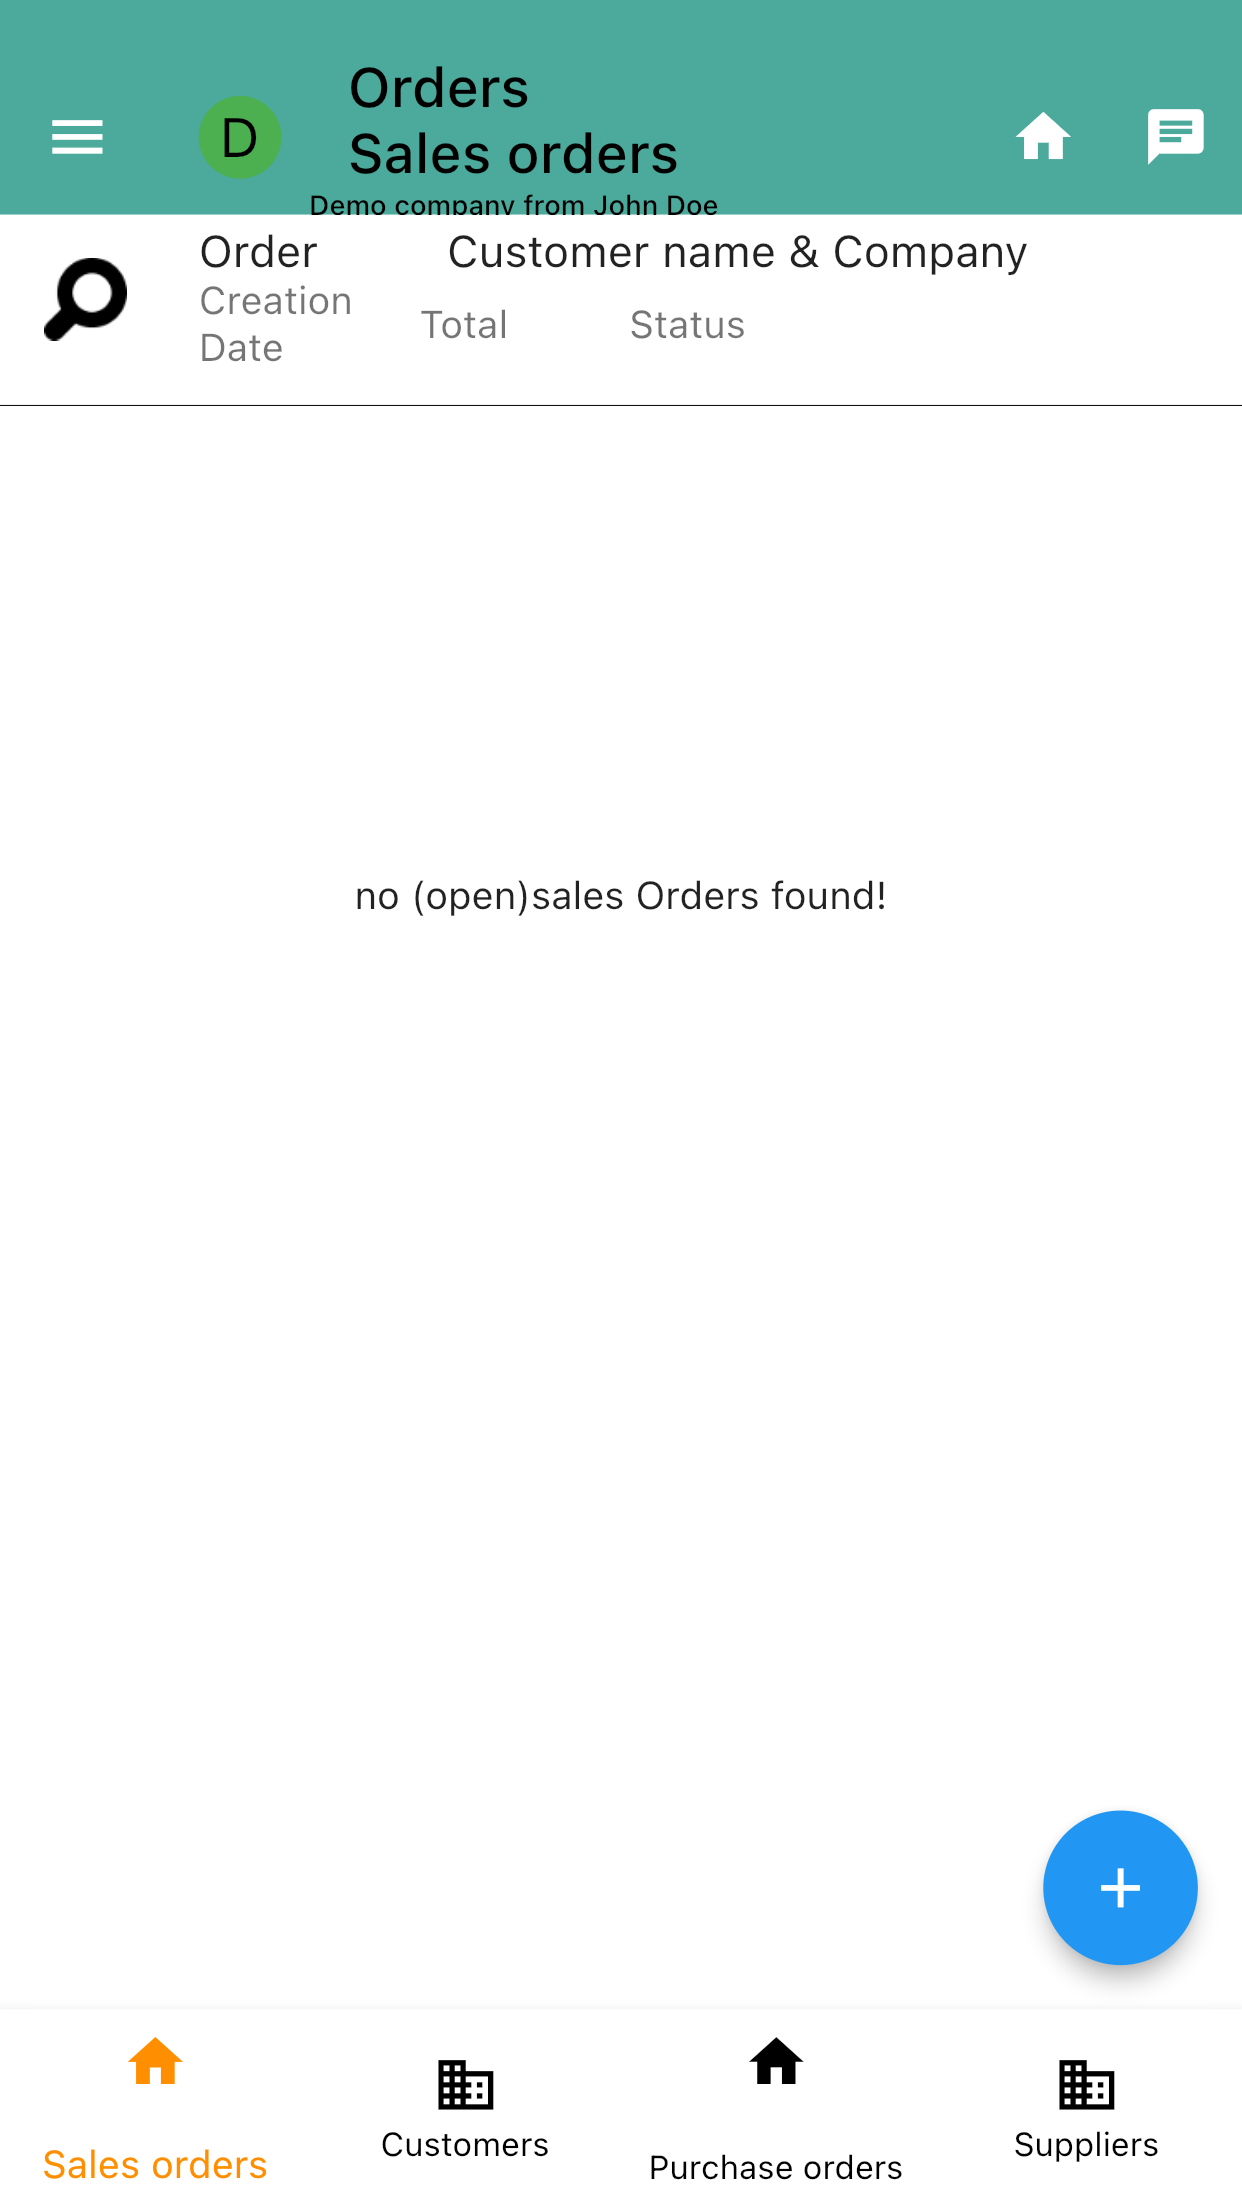 D
Orders
Sales orders
Demo company from John Doe
Order Customer name & Company
Creation Date Total Status
no (open)sales Orders found!
+
Sales orders Customers Purchase orders Suppliers